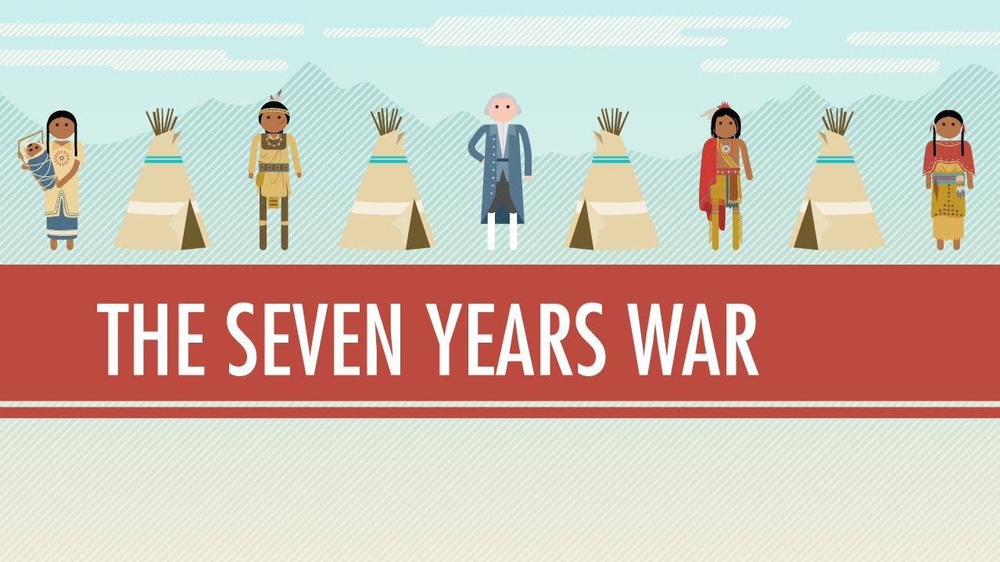 THE SEVEN YEARS WAR